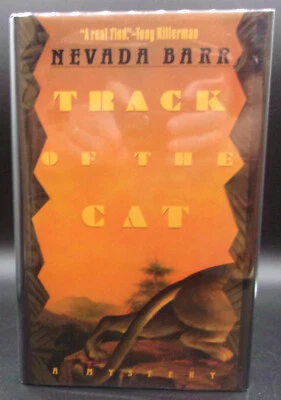 "A real find."—Tony Hillerman
NEVADA BARR
TRACK
OF THE
CAT
A MYSTERY